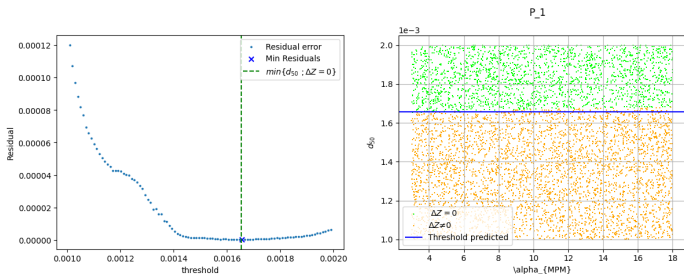 0.00012
0.00010
0.00008
0.00006
0.00004
0.00002
0.00000
Residual
0.0010
0.0012
0.0014
0.0016
0.0018
0.0020
threshold
Residual error
Min Residuals
min{d₅₀ ; ΔZ = 0}
P_1
1e−3
2.0
1.8
1.6
1.4
1.2
1.0
d₅₀
4
6
8
10
12
14
16
18
\alpha_{MPM}
ΔZ = 0
ΔZ≠0
Threshold predicted